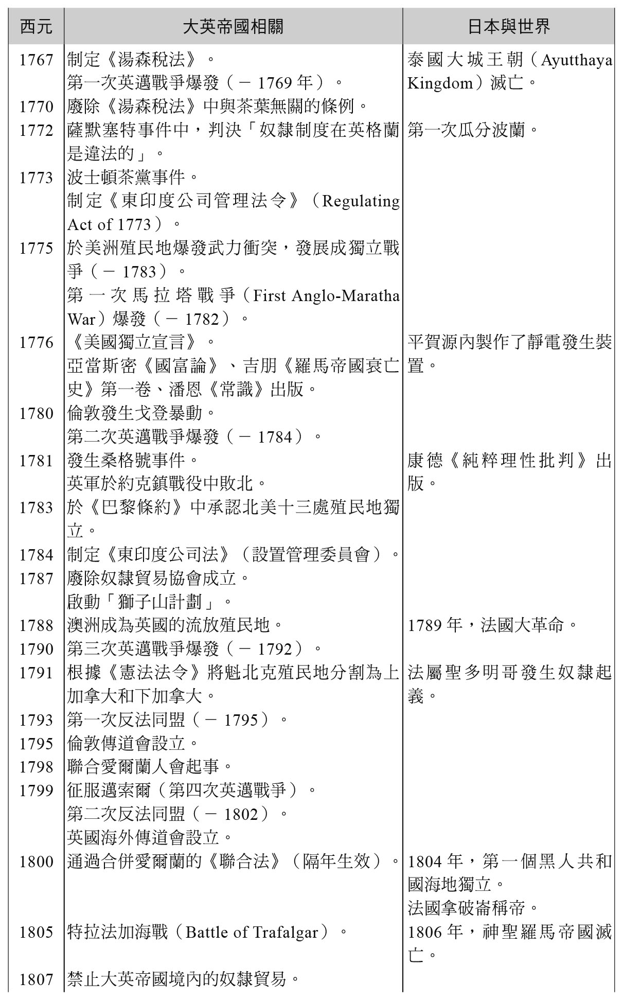 西元 大英帝國相關 日本與世界
1767 制定《湯森稅法》。 泰國大城王朝（Ayutthaya
第一次英邁戰爭爆發（－1769年）。 Kingdom）滅亡。
1770 廢除《湯森稅法》中與茶葉無關的條例。
1772 薩默塞特事件中，判決「奴隸制度在英格蘭 第一次瓜分波蘭。
是違法的」。
1773 波士頓茶黨事件。
制定《東印度公司管理法令》（Regulating
Act of 1773）。
1775 於美洲殖民地爆發武力衝突，發展成獨立戰
爭（－1783）。
第一次馬拉塔戰爭（First Anglo-Maratha
War）爆發（－1782）。
1776 《美國獨立宣言》。 平賀源內製作了靜電發生裝
亞當斯密《國富論》、吉朋《羅馬帝國衰亡 置。
史》第一卷、潘恩《常識》出版。
1780 倫敦發生戈登暴動。
第二次英邁戰爭爆發（－1784）。
1781 發生桑格號事件。 康德《純粹理性批判》出
英軍於約克鎮戰役中敗北。 版。
1783 於《巴黎條約》中承認北美十三處殖民地獨
立。
1784 制定《東印度公司法》（設置管理委員會）。
1787 廢除奴隸貿易協會成立。
啟動「獅子山計劃」。
1788 澳洲成為英國的流放殖民地。 1789年，法國大革命。
1790 第三次英邁戰爭爆發（－1792）。
1791 根據《憲法法令》將魁北克殖民地分割為上 法屬聖多明哥發生奴隸起
加拿大和下加拿大。 義。
1793 第一次反法同盟（－1795）。
1795 倫敦傳道會設立。
1798 聯合愛爾蘭人會起事。
1799 征服邁索爾（第四次英邁戰爭）。
第二次反法同盟（－1802）。
英國海外傳道會設立。
1800 通過合併愛爾蘭的《聯合法》（隔年生效）。 1804年，第一個黑人共和
國海地獨立。
法國拿破崙稱帝。
1805 特拉法加海戰（Battle of Trafalgar）。 1806年，神聖羅馬帝國滅
亡。
1807 禁止大英帝國境內的奴隸貿易。